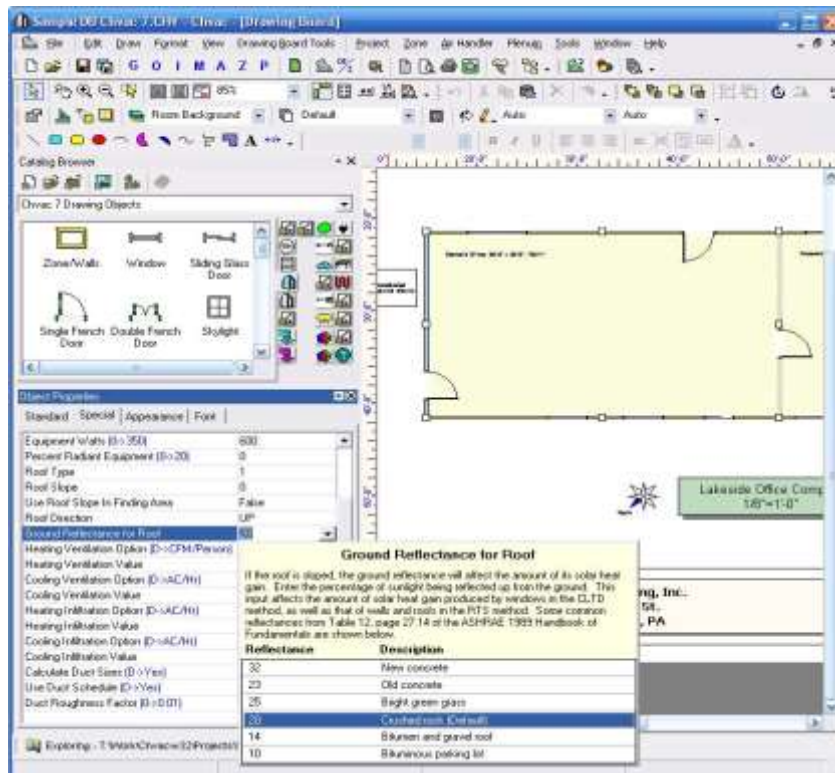 Sample DB Chvac 7.CHV - Chvac - [Drawing Board]
File Edit Draw Format View Drawing Board Tools Project Zone Air Handler Plenum Tools Window Help
G O I M A Z P
85%
Room Background Default Auto Auto
Catalog Browser
Chvac 7 Drawing Objects
Zone/Walls Window Sliding Glass Door
Single French Door Double French Door Skylight
Object Properties
Standard Special Appearance Font
Equipment Watts (D->350) 600
Percent Radiant Equipment (D->20) 0
Roof Type 1
Roof Slope 0
Use Roof Slope In Finding Area False
Roof Direction UP
Ground Reflectance for Roof
Heating Ventilation Option (D->CFM/Person)
Heating Ventilation Value
Cooling Ventilation Option (D->AC/Hr)
Cooling Ventilation Value
Heating Infiltration Option (D->AC/Hr)
Heating Infiltration Value
Cooling Infiltration Option (D->AC/Hr)
Cooling Infiltration Value
Calculate Duct Sizes (D->Yes)
Use Duct Schedule (D->Yes)
Duct Roughness Factor (D->0.01)
Lakeside Office Comp
1/8"=1'-0"
ng, Inc.
St.
, PA
Ground Reflectance for Roof
If the roof is sloped, the ground reflectance will affect the amount of its solar heat
gain. Enter the percentage of sunlight being reflected up from the ground. This
input affects the amount of solar heat gain produced by windows in the CLTD
method, as well as that of walls and roofs in the RTS method. Some common
reflectances from Table 12, page 27.14 of the ASHRAE 1989 Handbook of
Fundamentals are shown below.
Reflectance Description
32 New concrete
23 Old concrete
25 Bright green glass
20 Crushed rock (Default)
14 Bitumen and gravel roof
10 Bituminous parking lot